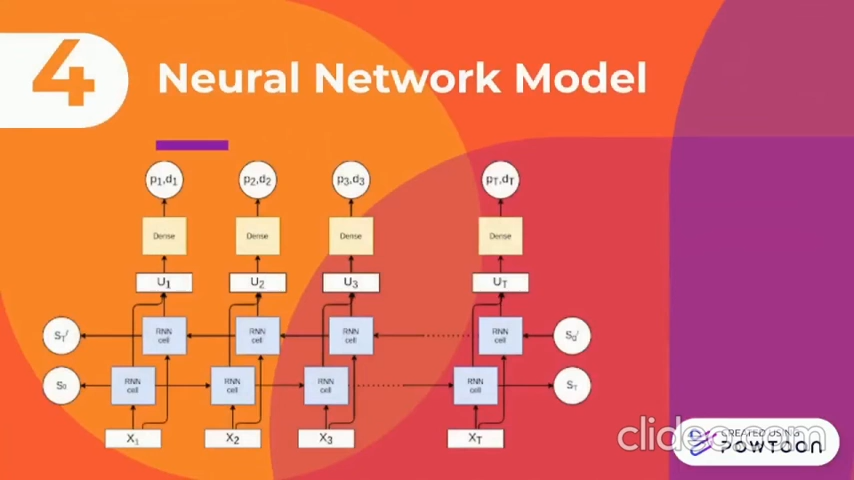 4
Neural Network Model
p₁,d₁ p₂,d₂ p₃,d₃ pT,dT
Dense Dense Dense Dense
U₁ U₂ U₃ UT
ST' RNN cell RNN cell RNN cell RNN cell S0'
S0 RNN cell RNN cell RNN cell RNN cell ST
X₁ X₂ X₃ XT
CREATED USING
POWTOON
clideo.com